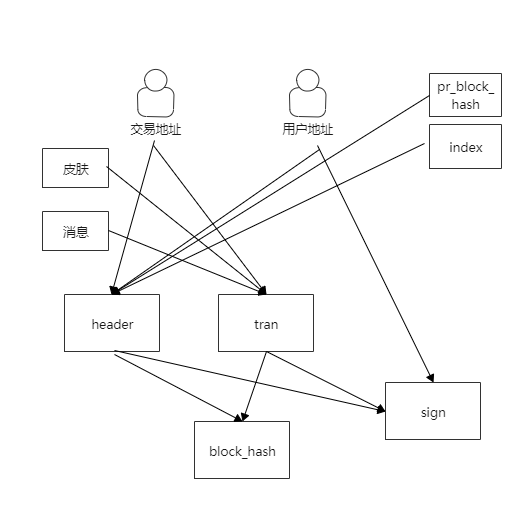 pr_block_
hash
交易地址
用户地址
index
皮肤
消息
header
tran
sign
block_hash